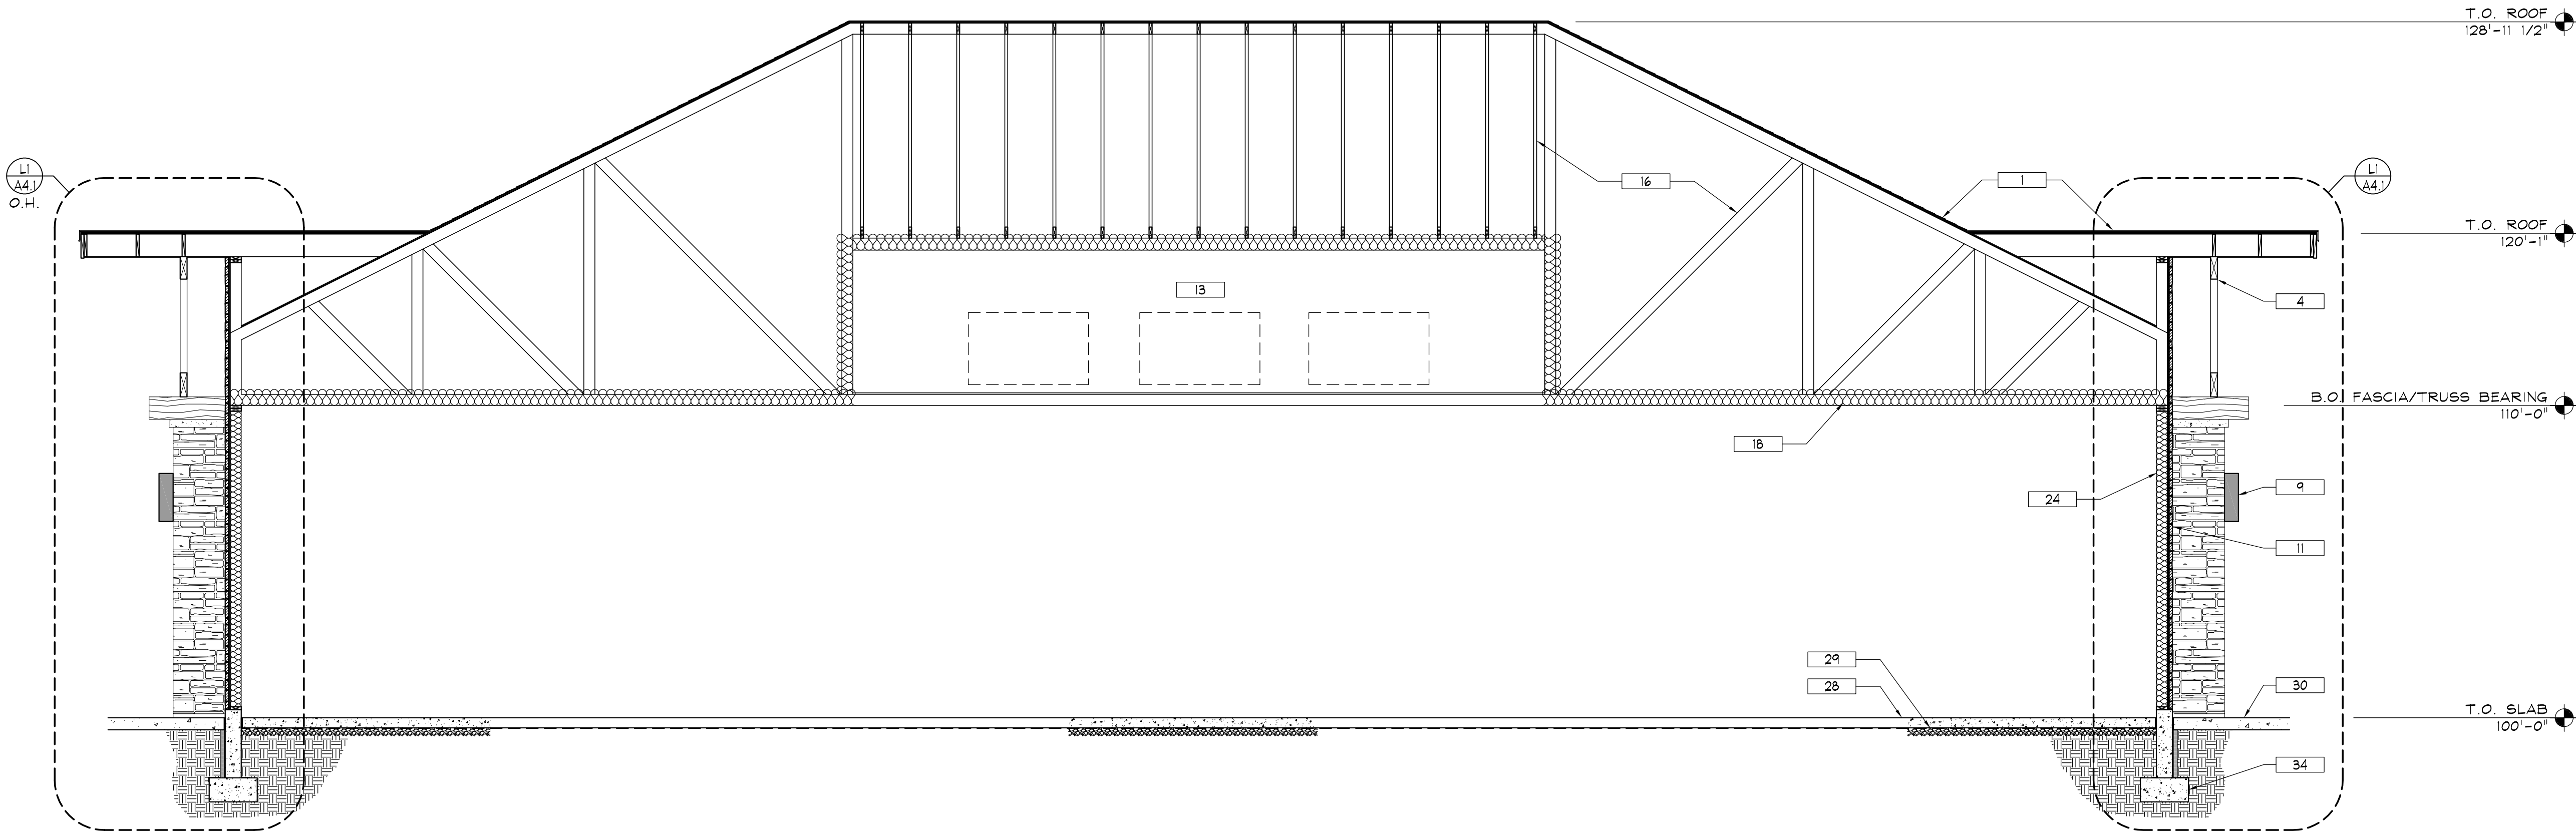 T.O. ROOF
128'-11 1/2"
L1
A4.1
O.H.
16
1
L1
A4.1
T.O. ROOF
120'-1"
13
4
B.O. FASCIA/TRUSS BEARING
110'-0"
18
24
9
11
29
28
30
T.O. SLAB
100'-0"
34